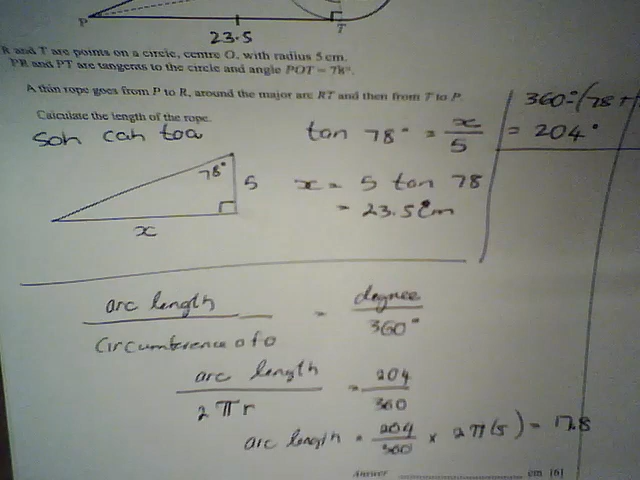 P
T
23.5
R and T are points on a circle, centre O, with radius 5 cm.
PR and PT are tangents to the circle and angle POT = 78°.
A thin rope goes from P to R, around the major arc RT and then from T to P.
Calculate the length of the rope.
360° - (78 +
= 204°
soh cah toa
tan 78° = x/5
78°
5
x
x = 5 tan 78
= 23.5cm
arc length / Circumference of o = degree / 360°
arc length / 2πr = 204 / 360
arc length = 204/360 × 2π(5) = 17.8
Answer ........ cm [6]